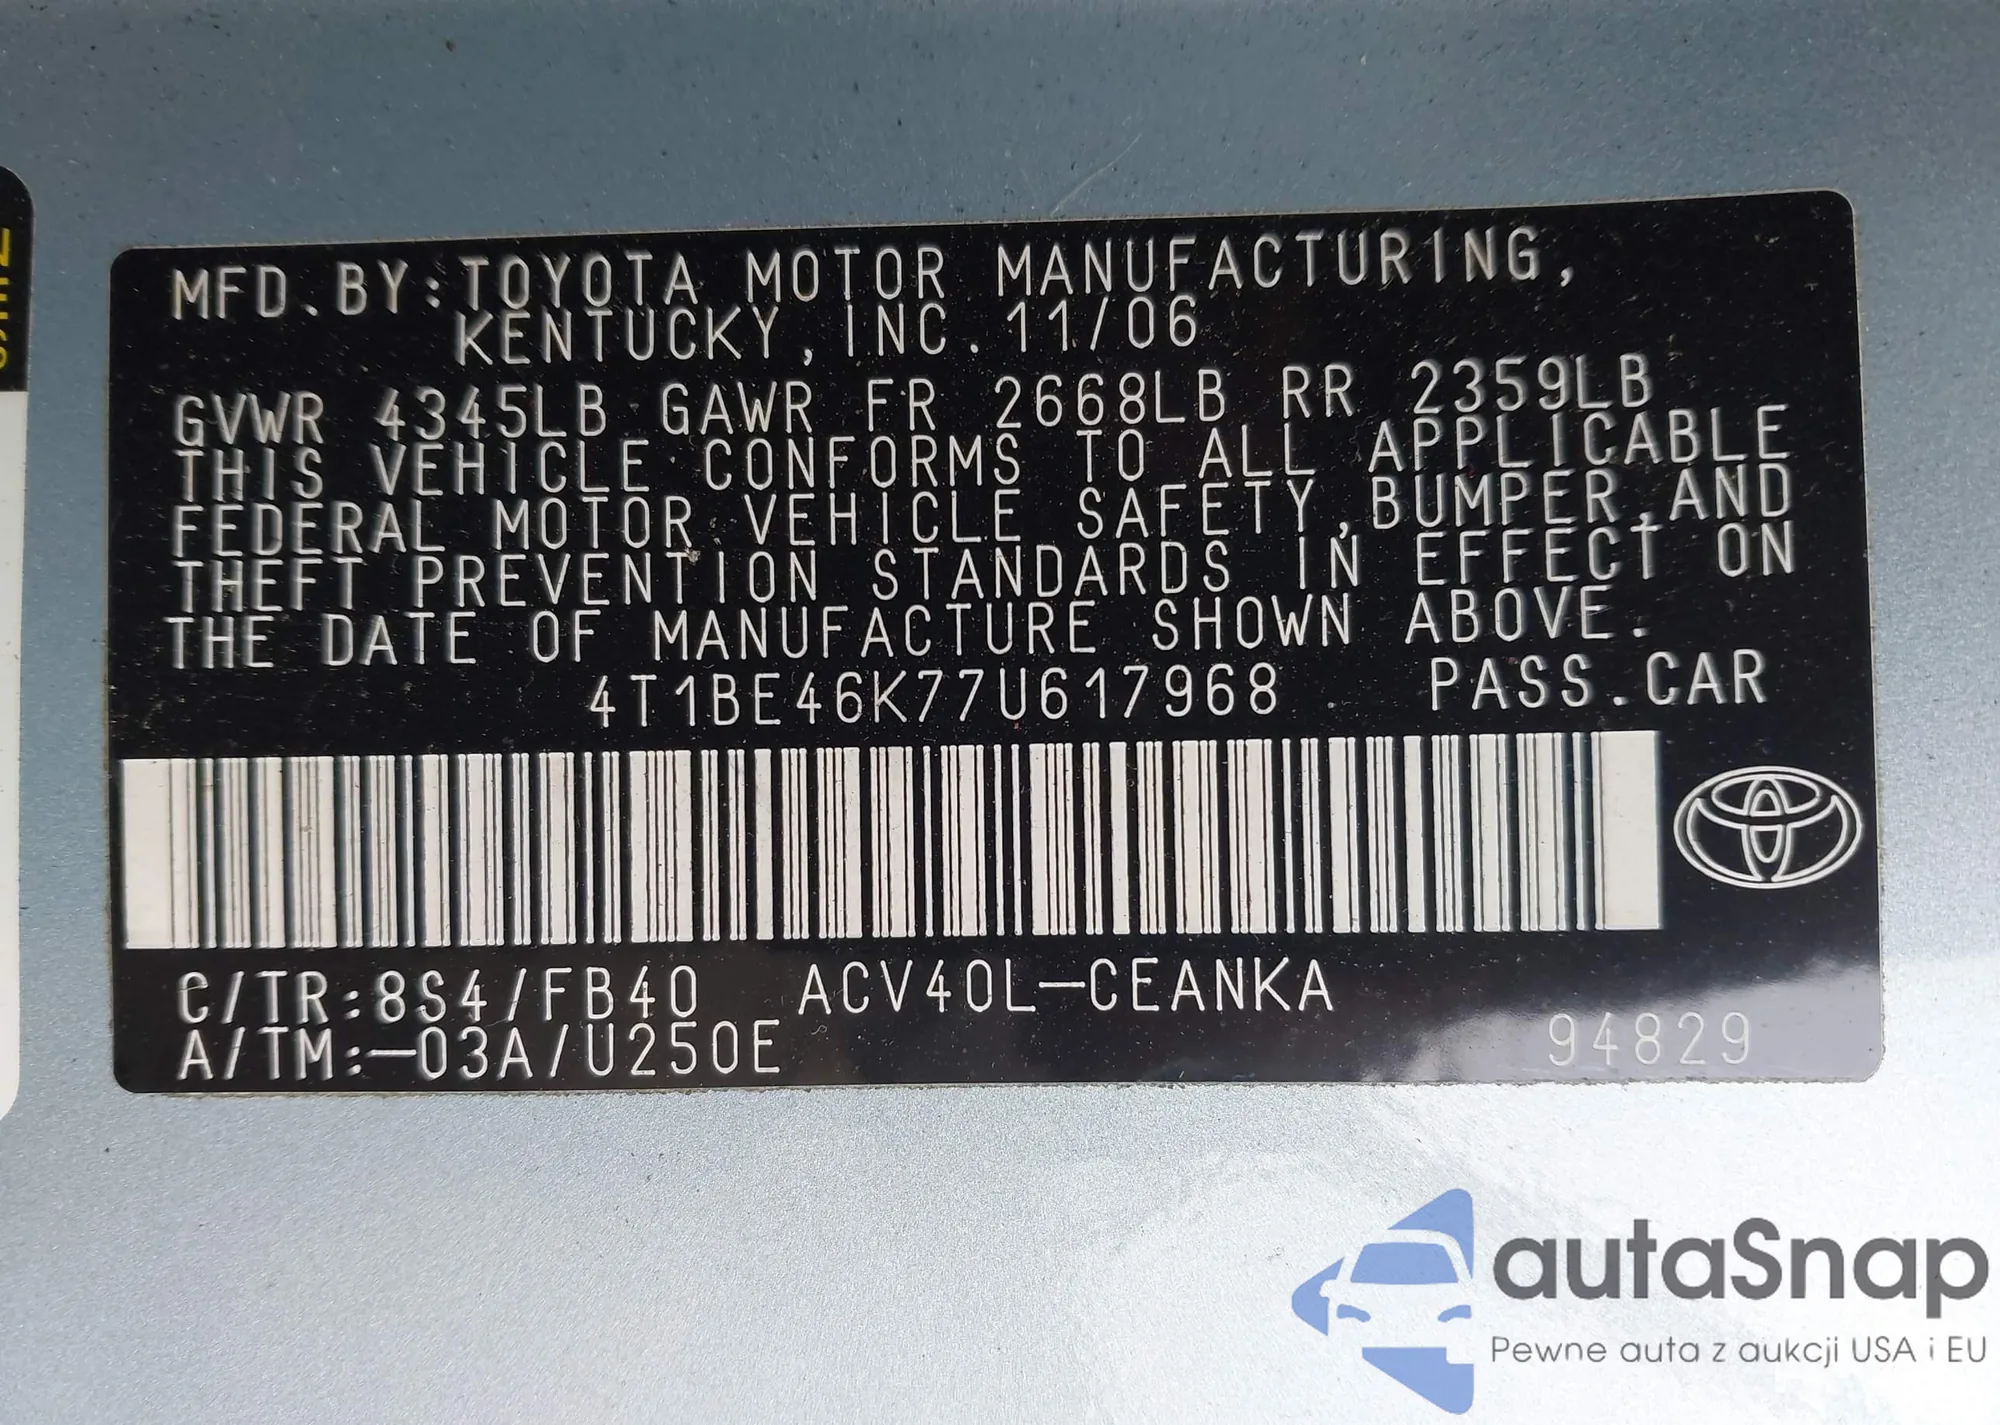 MFD.BY:TOYOTA MOTOR MANUFACTURING,
KENTUCKY, INC. 11/06
GVWR 4345LB GAWR FR 2668LB RR 2359LB
THIS VEHICLE CONFORMS TO ALL APPLICABLE
FEDERAL MOTOR VEHICLE SAFETY,BUMPER,AND
THEFT PREVENTION STANDARDS IN EFFECT ON
THE DATE OF MANUFACTURE SHOWN ABOVE.
4T1BE46K77U617968 PASS.CAR
C/TR:8S4/FB40 ACV40L-CEANKA
A/TM:-03A/U250E 94829
autaSnap
Pewne auta z aukcji USA i EU